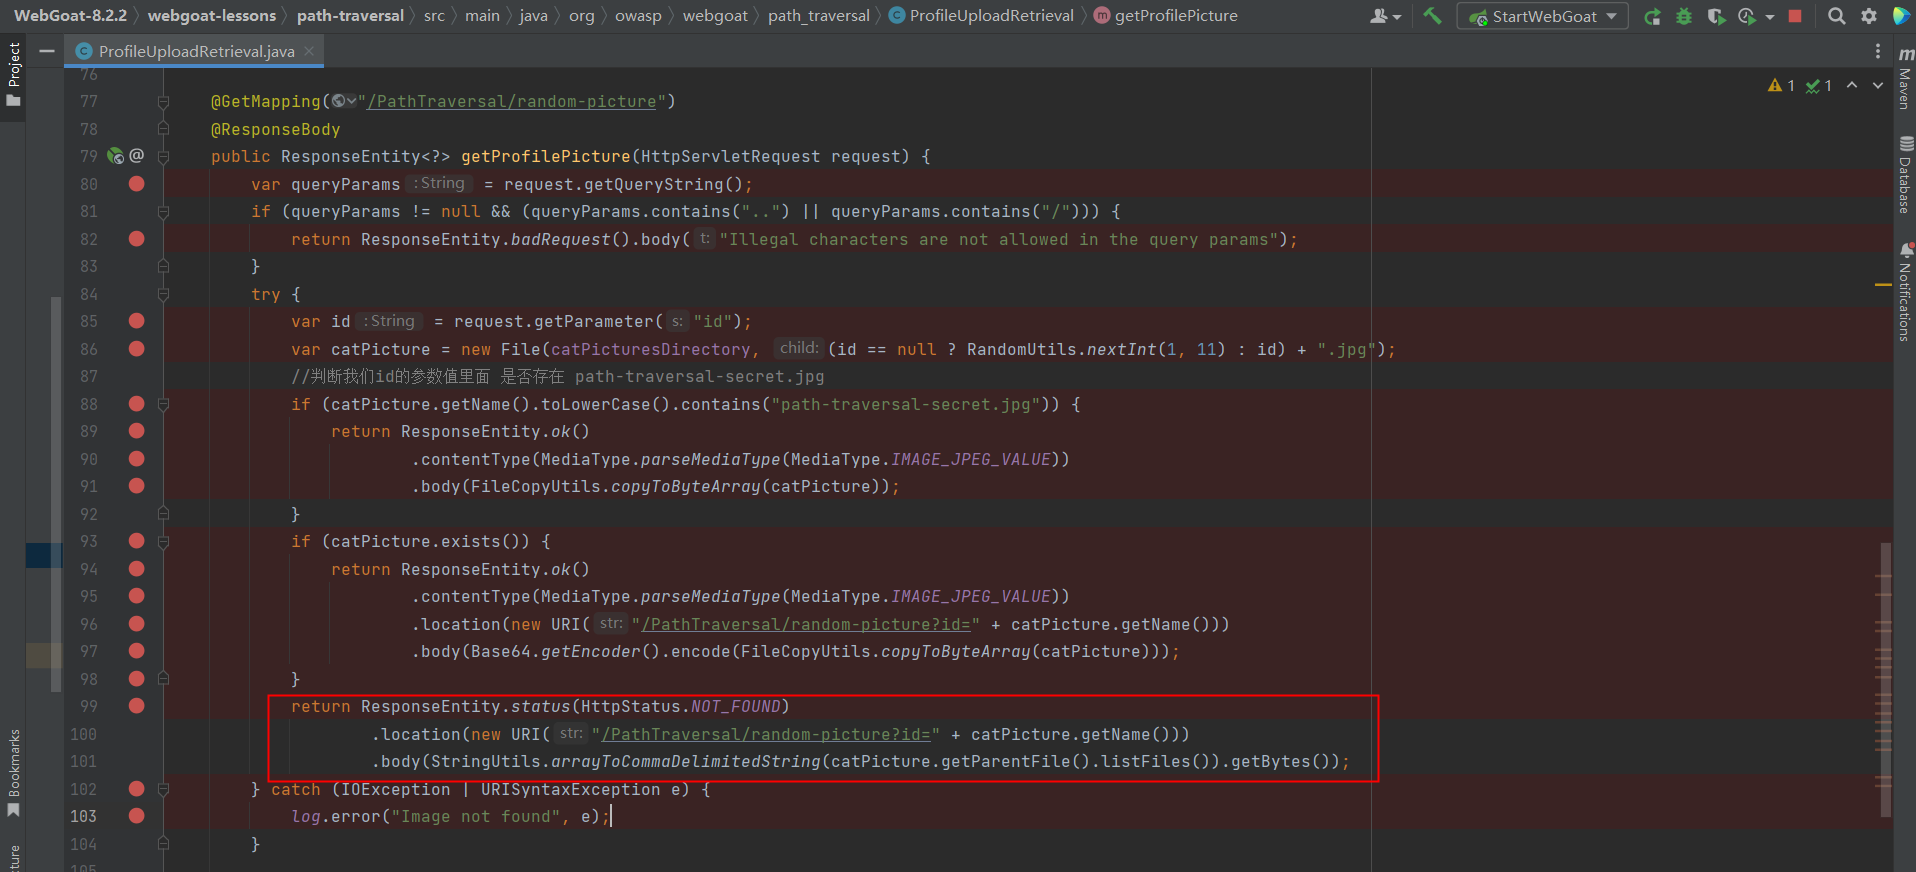 WebGoat-8.2.2 〉 webgoat-lessons 〉 path-traversal 〉 src 〉 main 〉 java 〉 org 〉 owasp 〉 webgoat 〉 path_traversal 〉 ProfileUploadRetrieval 〉 getProfilePicture
StartWebGoat
Project
ProfileUploadRetrieval.java
1 1
76
77 @GetMapping("/PathTraversal/random-picture")
78 @ResponseBody
79 @ public ResponseEntity<?> getProfilePicture(HttpServletRequest request) {
80 var queryParams : String = request.getQueryString();
81 if (queryParams != null && (queryParams.contains("..") || queryParams.contains("/"))) {
82 return ResponseEntity.badRequest().body( t: "Illegal characters are not allowed in the query params");
83 }
84 try {
85 var id : String = request.getParameter( s: "id");
86 var catPicture = new File(catPicturesDirectory, child: (id == null ? RandomUtils.nextInt(1, 11) : id) + ".jpg");
87 //判断我们id的参数值里面 是否存在 path-traversal-secret.jpg
88 if (catPicture.getName().toLowerCase().contains("path-traversal-secret.jpg")) {
89 return ResponseEntity.ok()
90 .contentType(MediaType.parseMediaType(MediaType.IMAGE_JPEG_VALUE))
91 .body(FileCopyUtils.copyToByteArray(catPicture));
92 }
93 if (catPicture.exists()) {
94 return ResponseEntity.ok()
95 .contentType(MediaType.parseMediaType(MediaType.IMAGE_JPEG_VALUE))
96 .location(new URI( str: "/PathTraversal/random-picture?id=" + catPicture.getName()))
97 .body(Base64.getEncoder().encode(FileCopyUtils.copyToByteArray(catPicture)));
98 }
99 return ResponseEntity.status(HttpStatus.NOT_FOUND)
100 .location(new URI( str: "/PathTraversal/random-picture?id=" + catPicture.getName()))
101 .body(StringUtils.arrayToCommaDelimitedString(catPicture.getParentFile().listFiles()).getBytes());
102 } catch (IOException | URISyntaxException e) {
103 log.error("Image not found", e);
104 }
105
Bookmarks
m Maven
Database
Notifications